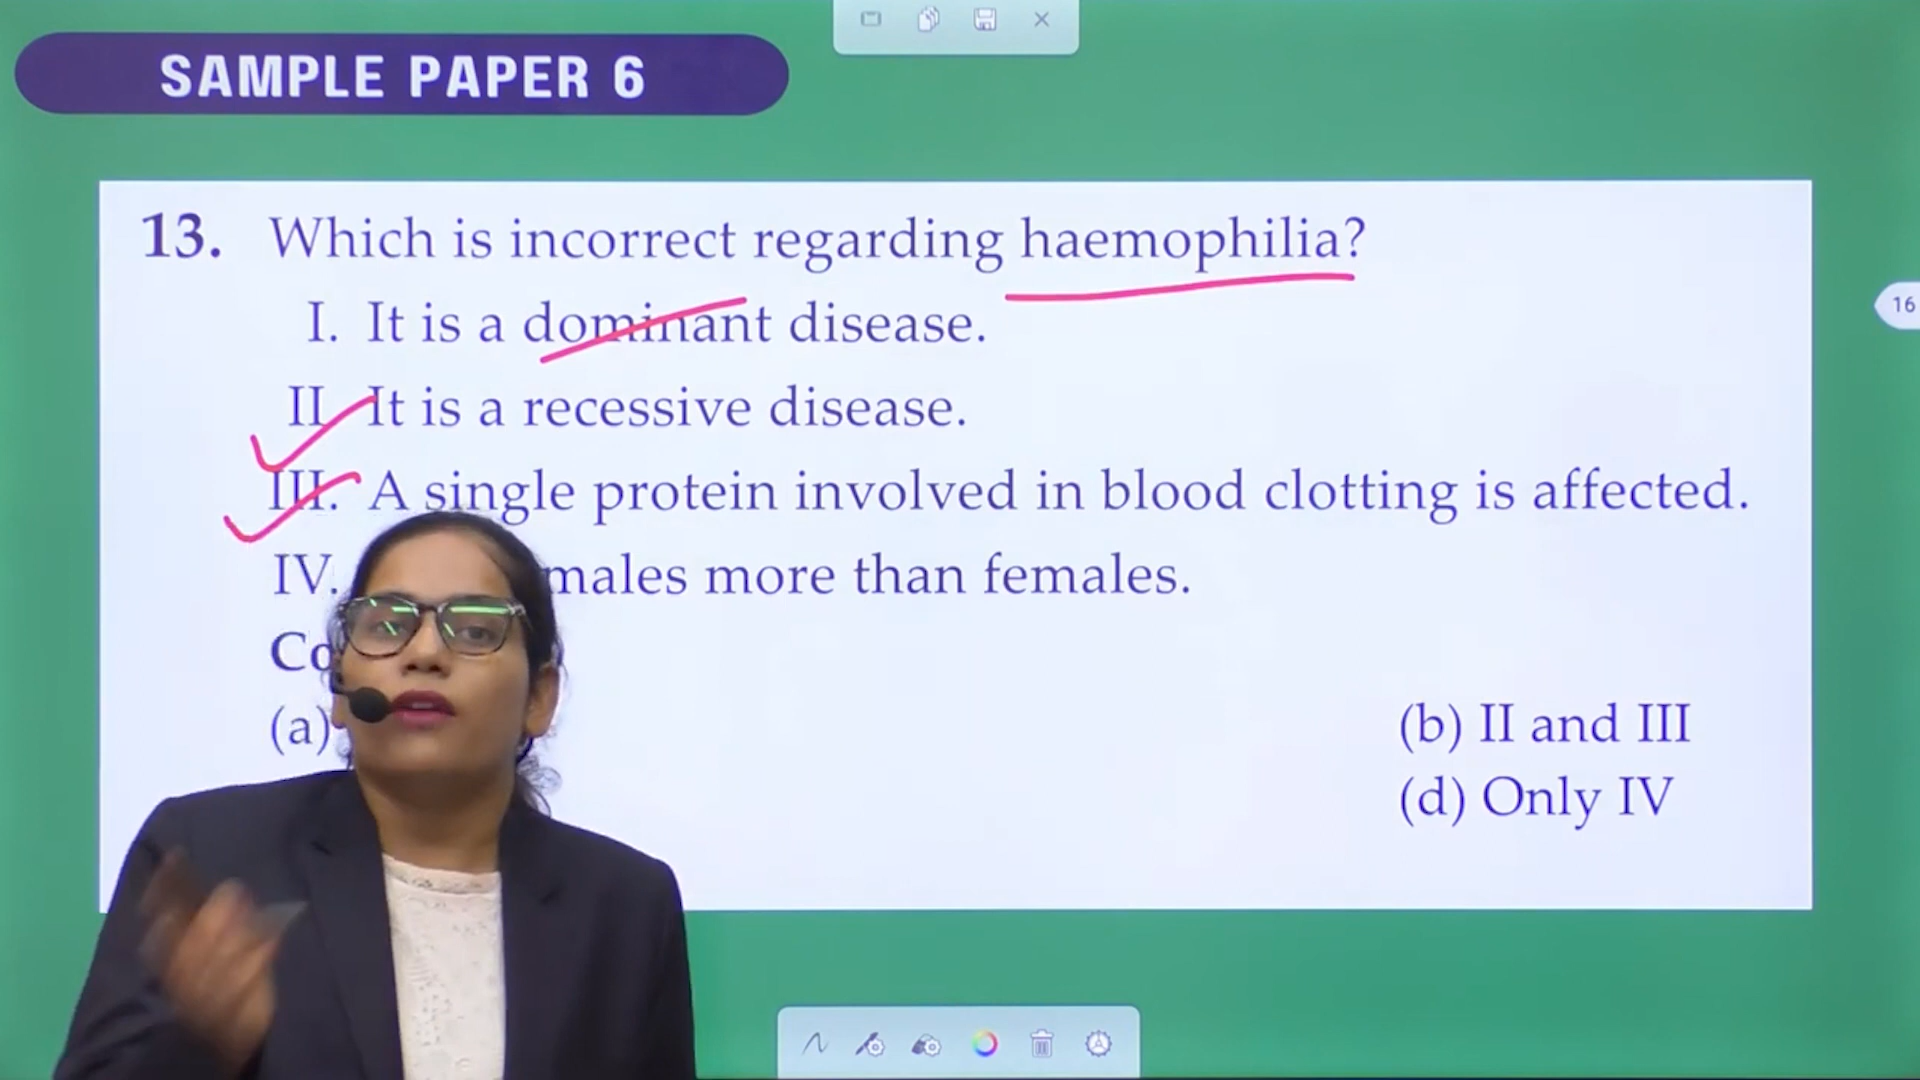 SAMPLE PAPER 6
13. Which is incorrect regarding haemophilia?
I. It is a dominant disease.
II. It is a recessive disease.
III. A single protein involved in blood clotting is affected.
IV. males more than females.
(a)
(b) II and III
(d) Only IV
16